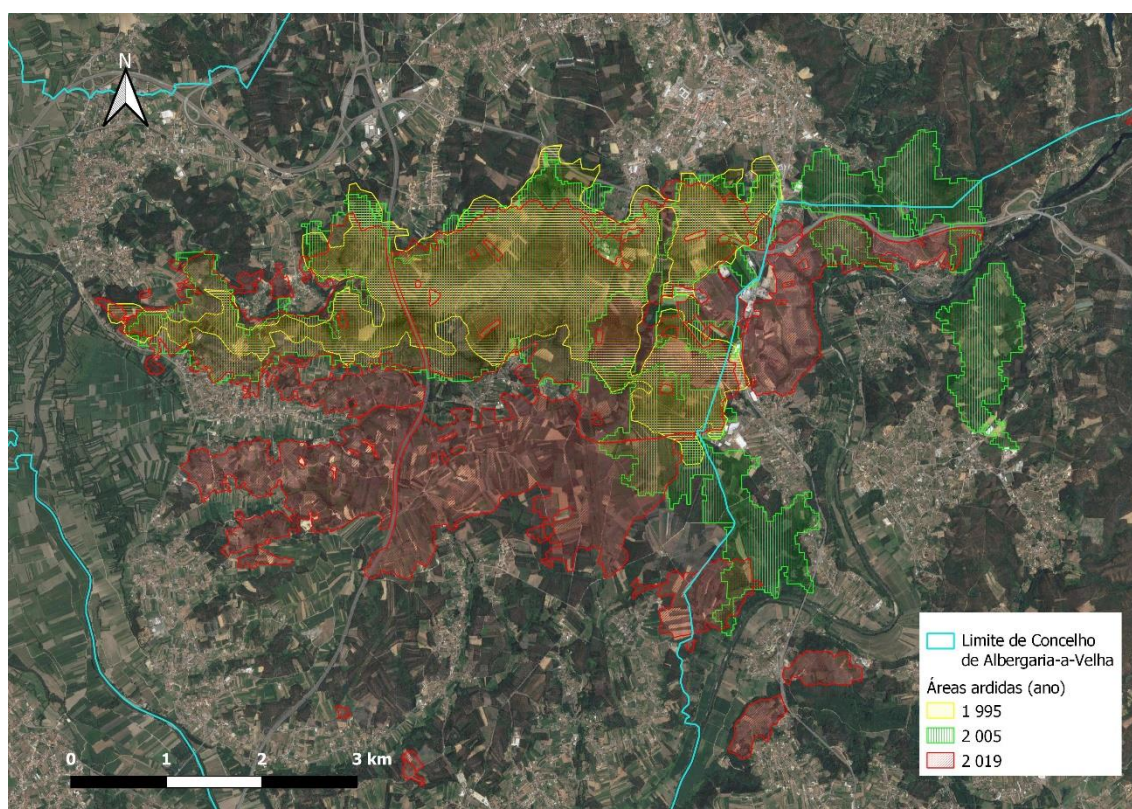 N
0 1 2 3 km
Limite de Concelho
de Albergaria-a-Velha
Áreas ardidas (ano)
1 995
2 005
2 019